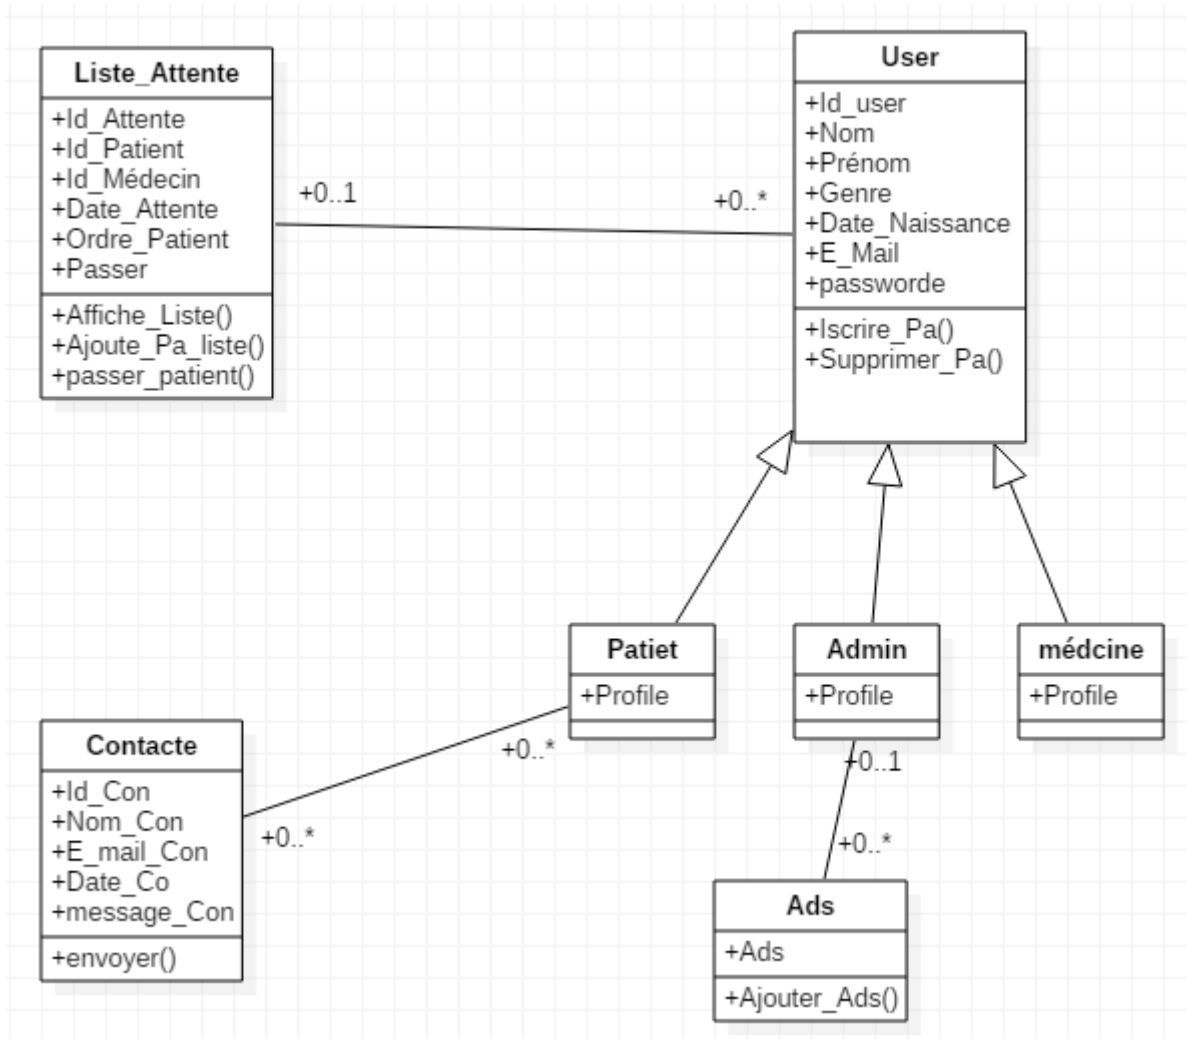 Liste_Attente
+Id_Attente
+Id_Patient
+Id_Médecin
+Date_Attente
+Ordre_Patient
+Passer
+Affiche_Liste()
+Ajoute_Pa_liste()
+passer_patient()
+0..1
+0..*
User
+Id_user
+Nom
+Prénom
+Genre
+Date_Naissance
+E_Mail
+passworde
+Iscrire_Pa()
+Supprimer_Pa()
Patiet
+Profile
Admin
+Profile
médcine
+Profile
+0..*
+0..*
+0..1
+0..*
Contacte
+Id_Con
+Nom_Con
+E_mail_Con
+Date_Co
+message_Con
+envoyer()
Ads
+Ads
+Ajouter_Ads()